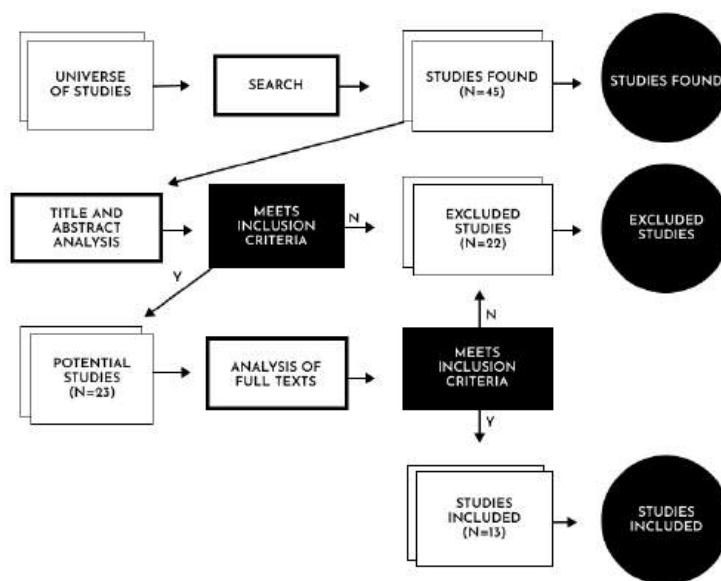 UNIVERSE
OF STUDIES
SEARCH
STUDIES FOUND
(N=45)
STUDIES FOUND
TITLE AND
ABSTRACT
ANALYSIS
MEETS
INCLUSION
CRITERIA
N
EXCLUDED
STUDIES
(N=22)
EXCLUDED
STUDIES
Y
N
POTENTIAL
STUDIES
(N=23)
ANALYSIS OF
FULL TEXTS
MEETS
INCLUSION
CRITERIA
Y
STUDIES
INCLUDED
(N=13)
STUDIES
INCLUDED